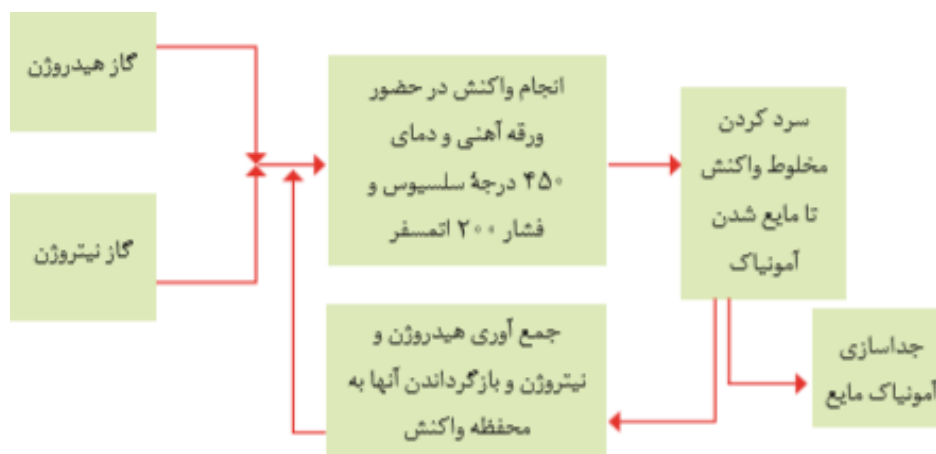 گاز هیدروژن
گاز نیتروژن
انجام واکنش در حضور
ورقه آهنی و دمای
۴۵۰ درجهٔ سلسیوس و
فشار ۲۰۰ اتمسفر
سرد کردن
مخلوط واکنش
تا مایع شدن
آمونیاک
جداسازی
آمونیاک مایع
جمع آوری هیدروژن و
نیتروژن و بازگرداندن آنها به
محفظه واکنش